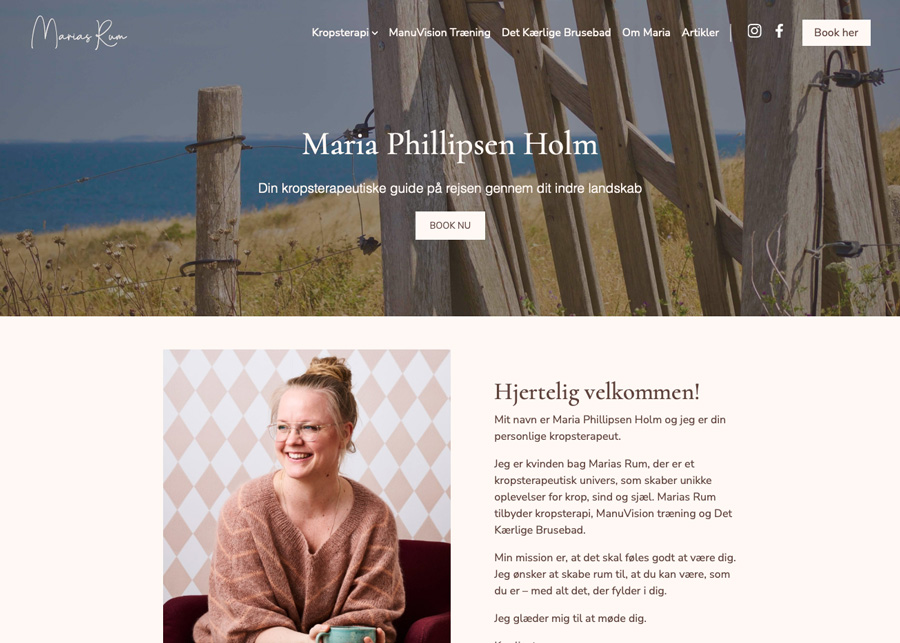 Marias Rum
Kropsterapi ManuVision Træning Det Kærlige Brusebad Om Maria Artikler Book her
Maria Phillipsen Holm
Din kropsterapeutiske guide på rejsen gennem dit indre landskab
BOOK NU
Hjertelig velkommen!
Mit navn er Maria Phillipsen Holm og jeg er din
personlige kropsterapeut.
Jeg er kvinden bag Marias Rum, der er et
kropsterapeutisk univers, som skaber unikke
oplevelser for krop, sind og sjæl. Marias Rum
tilbyder kropsterapi, ManuVision træning og Det
Kærlige Brusebad.
Min mission er, at det skal føles godt at være dig.
Jeg ønsker at skabe rum til, at du kan være, som
du er – med alt det, der fylder i dig.
Jeg glæder mig til at møde dig.